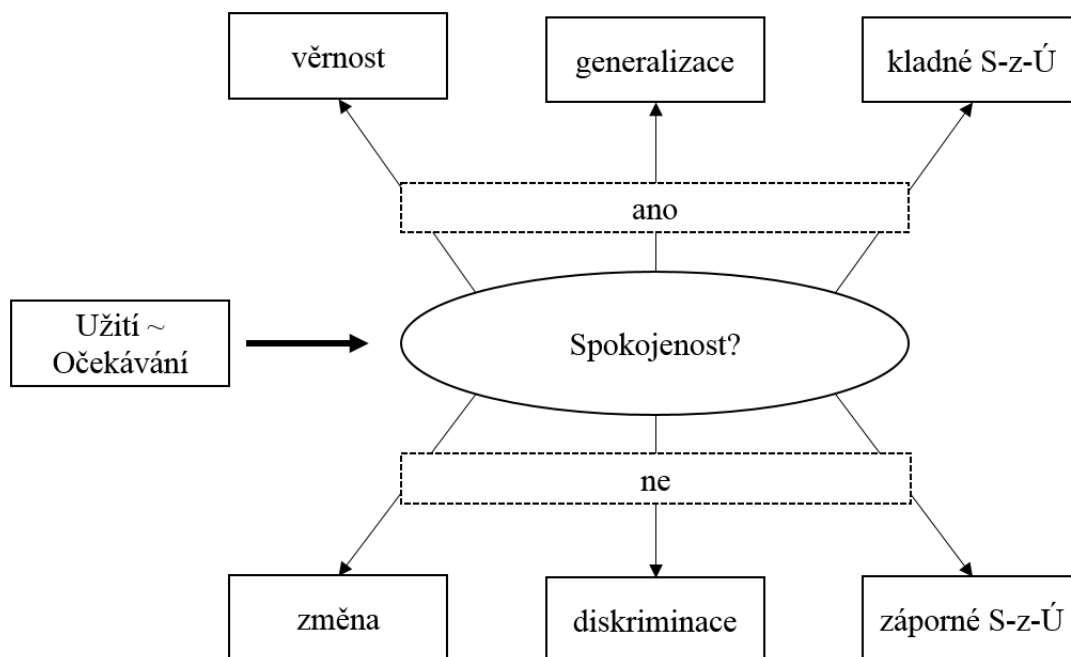 věrnost
generalizace
kladné S-z-Ú
ano
Užití ~
Očekávání
Spokojenost?
ne
změna
diskriminace
záporné S-z-Ú